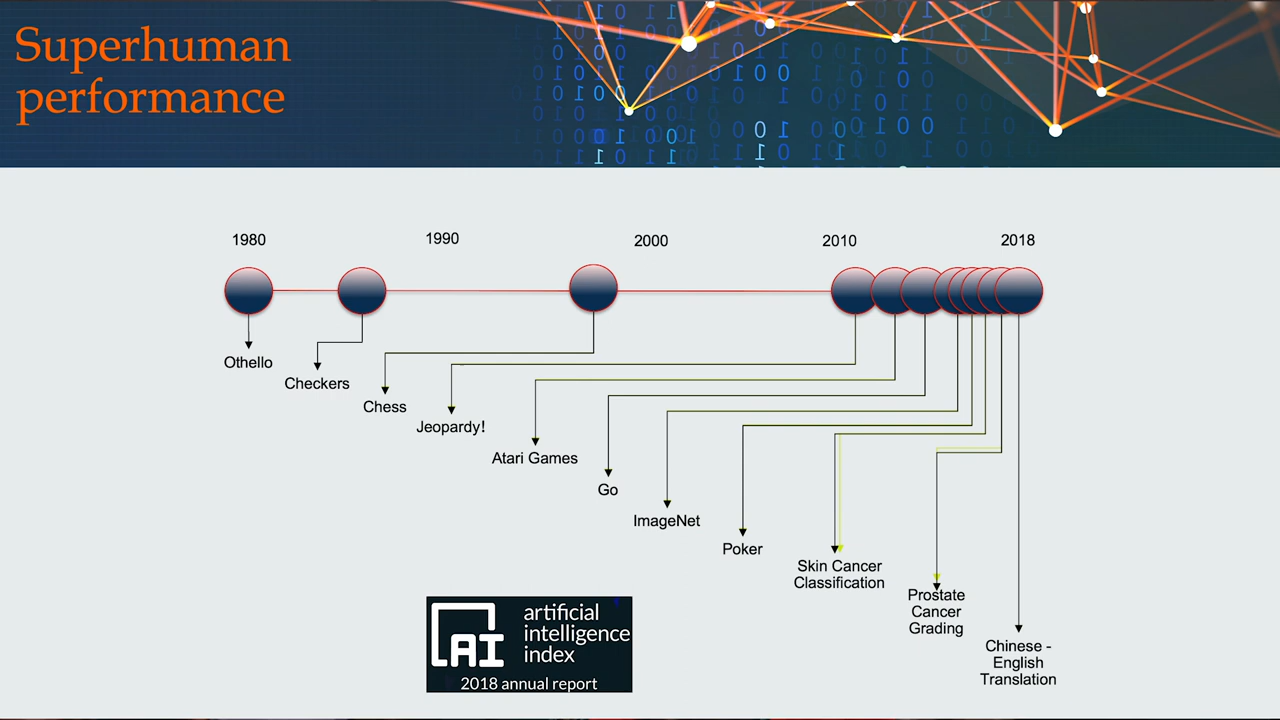 Superhuman
performance
1980
1990
2000
2010
2018
Othello
Checkers
Chess
Jeopardy!
Atari Games
Go
ImageNet
Poker
Skin Cancer
Classification
Prostate
Cancer
Grading
Chinese -
English
Translation
AI
artificial
intelligence
index
2018 annual report